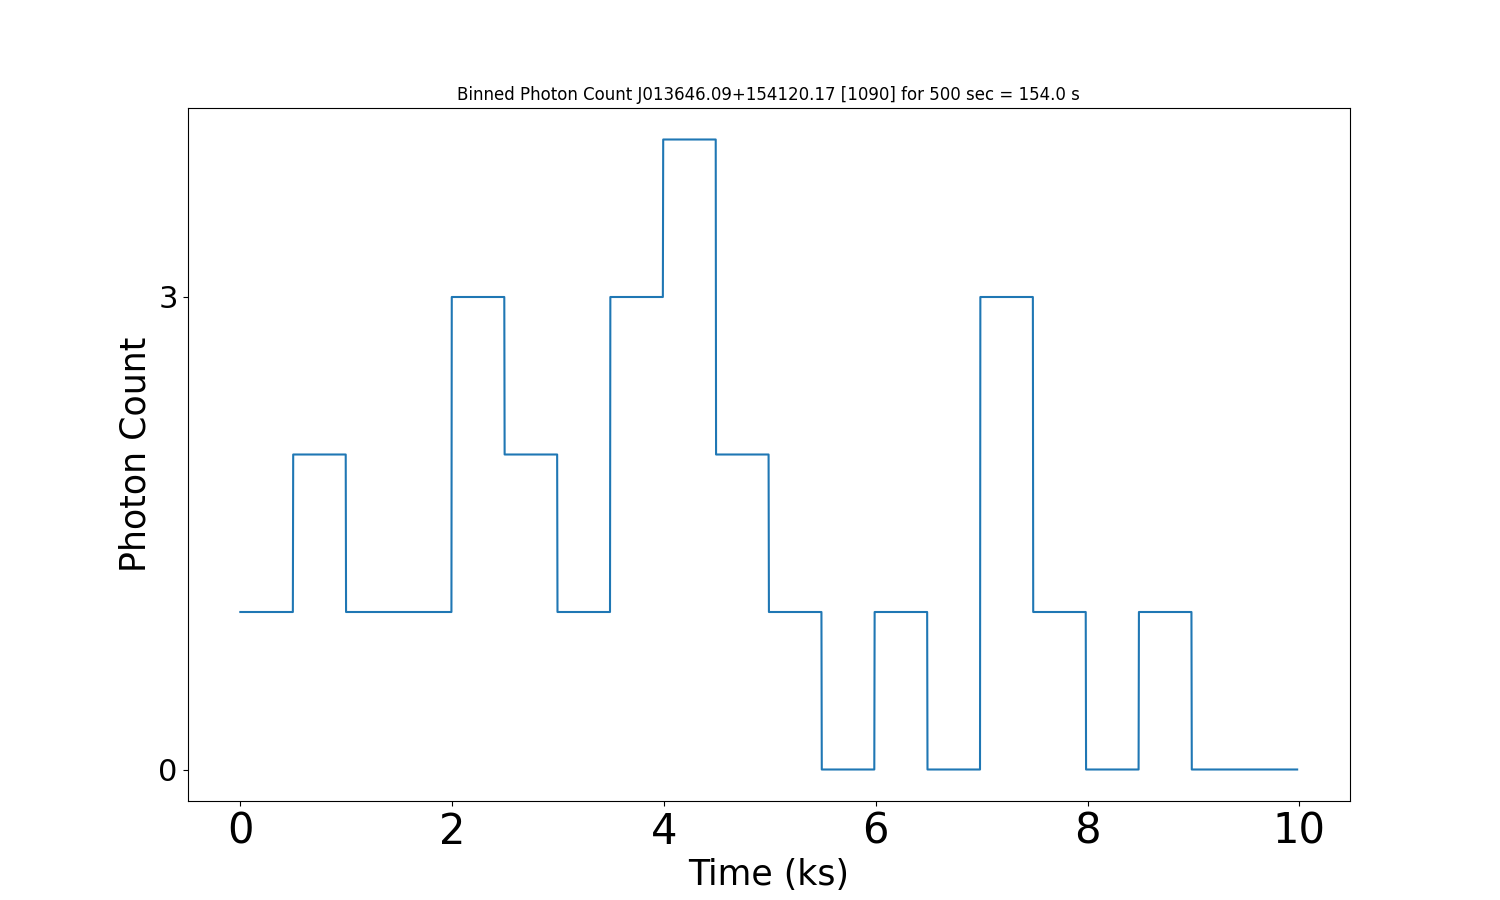 Binned Photon Count J013646.09+154120.17 [1090] for 500 sec = 154.0 s
Photon Count
3
0
0 2 4 6 8 10
Time (ks)